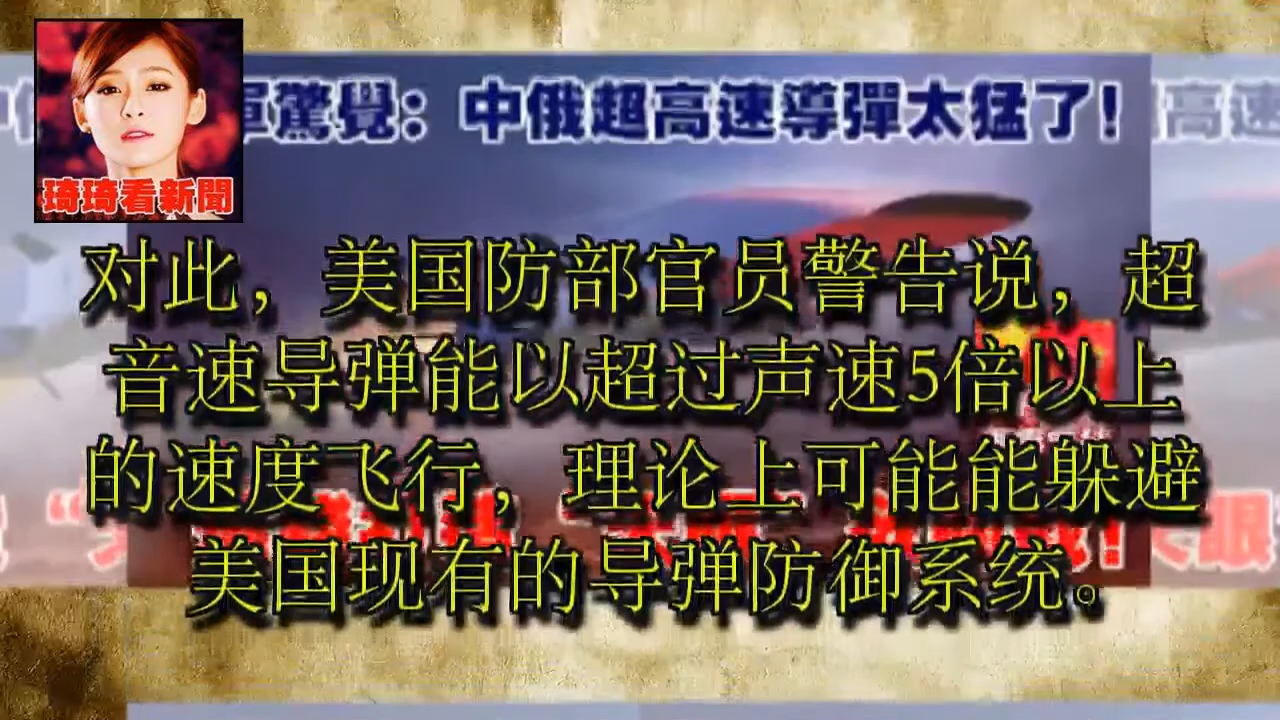 驚覺：中俄超高速導彈太猛了！
高速
琦琦看新聞
对此，美国防部官员警告说，超
音速导弹能以超过声速5倍以上
的速度飞行，理论上可能能躲避
美国现有的导弹防御系统。